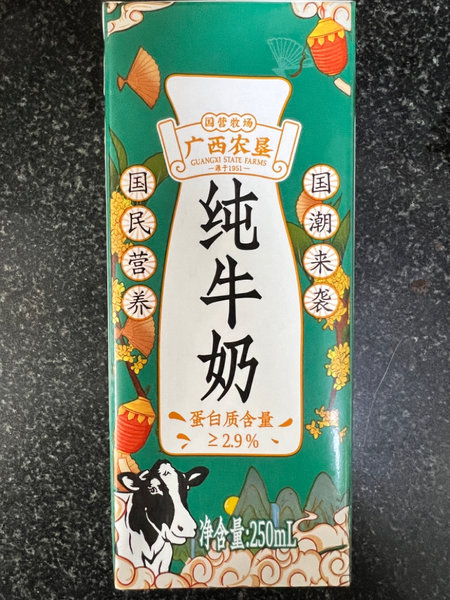 国营牧场
广西农垦
GUANGXI STATE FARMS
—源于1951—
国民营养
纯牛奶
国潮来袭
蛋白质含量
≥2.9%
净含量:250mL